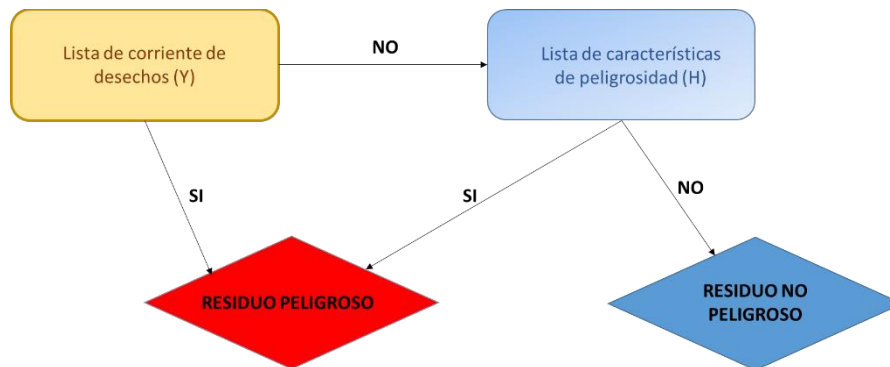 Lista de corriente de
desechos (Y)
NO
Lista de características
de peligrosidad (H)
SI
SI
NO
RESIDUO PELIGROSO
RESIDUO NO
PELIGROSO